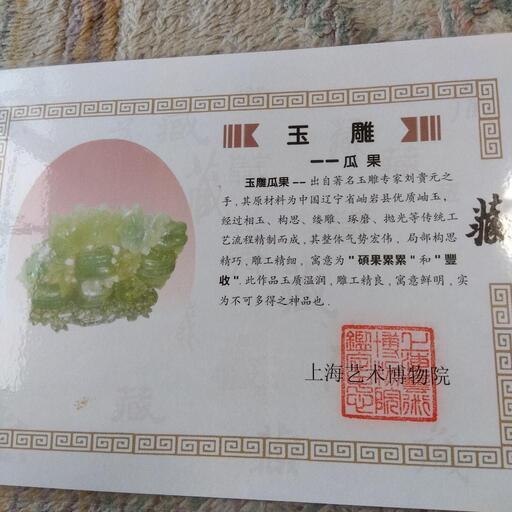 玉 雕
——瓜 果
玉雕瓜果——出自著名玉雕专家刘贵元之
手，其原材料为中国辽宁省岫岩县优质岫玉，
经过相玉、构思、缕雕、琢磨、抛光等传统工
艺流程精制而成，其整体气势宏伟，局部构思
精巧，雕工精细，寓意为"碩果累累"和"豐
收"．此作品玉质温润，雕工精良，寓意鲜明，实
为不可多得之神品也．
上海艺术博物院
藏